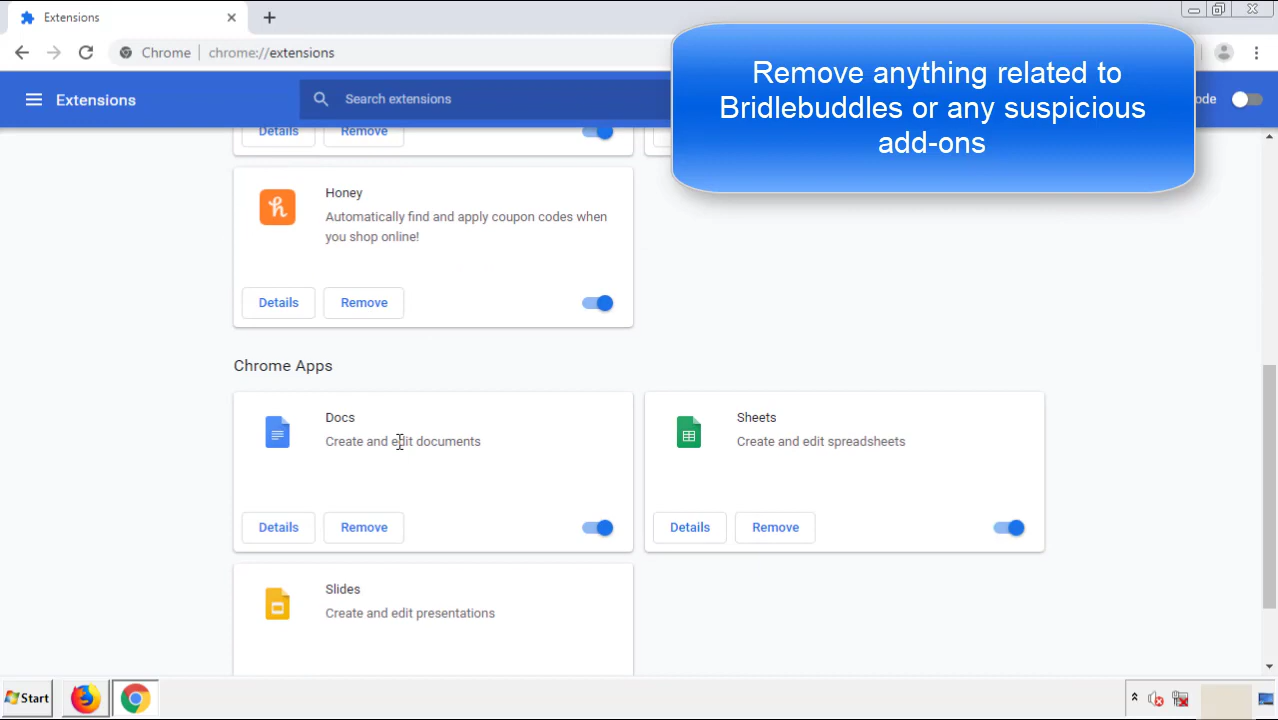 Extensions
Chrome | chrome://extensions
Remove anything related to
Bridlebuddles or any suspicious
add-ons
Extensions
Search extensions
ode
Details
Remove
Honey
Automatically find and apply coupon codes when
you shop online!
Details
Remove
Chrome Apps
Docs
Create and edit documents
Details
Remove
Sheets
Create and edit spreadsheets
Details
Remove
Slides
Create and edit presentations
Start